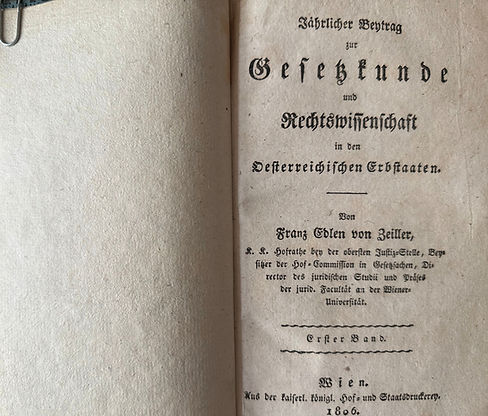 Jährlicher Beytrag
zur
Gesetzkunde
und
Rechtswissenschaft
in den
Oesterreichischen Erbstaaten.
Von
Franz Edlen von Zeiller,
K. K. Hofrathe bey der obersten Justiz-Stelle, Bey-
sitzer der Hof-Commission in Gesetzsachen, Di-
rector des juridischen Studii und Präses
der jurid. Facultät an der Wiener-
Universität.
Erster Band.
Wien.
Aus der kaiserl. königl. Hof- und Staatsdruckerey.
1806.